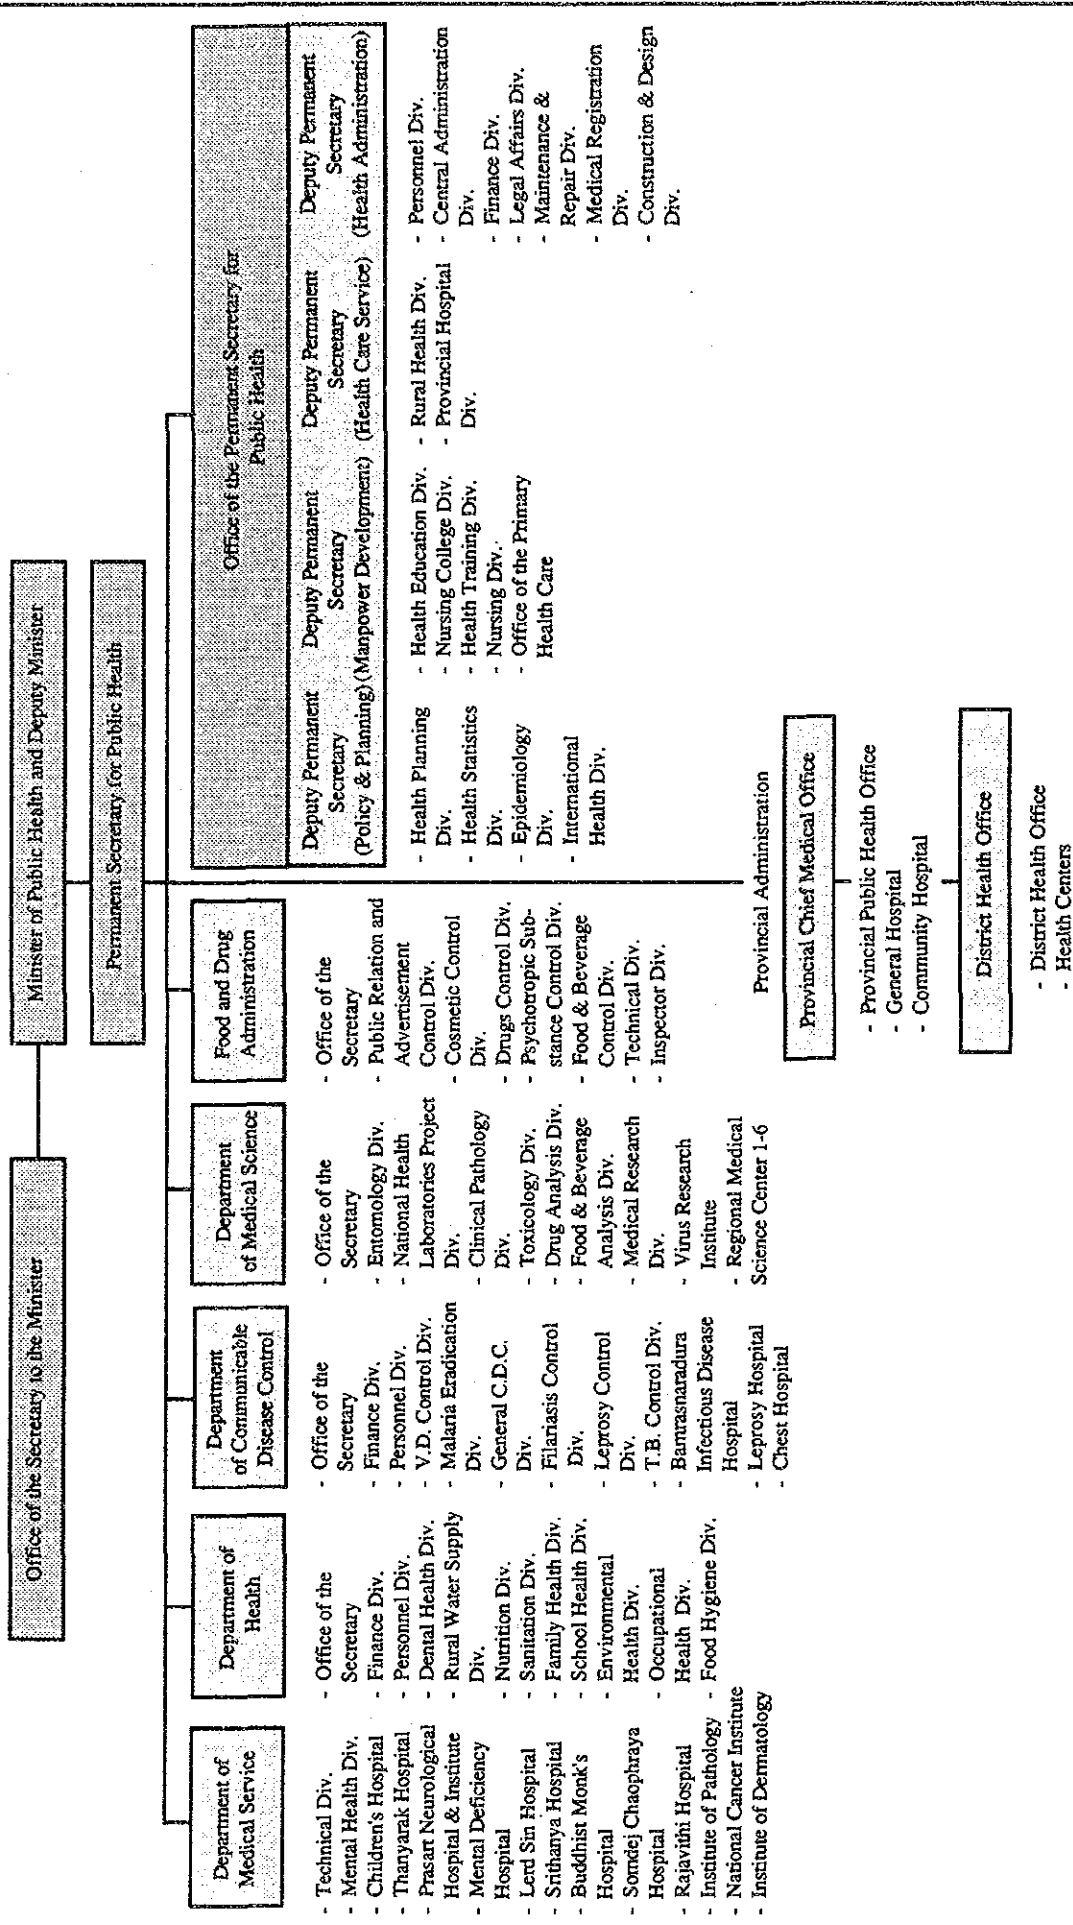 Office of the Secretary to the Minister
Minister of Public Health and Deputy Minister
Permanent Secretary for Public Health
Department of
Medical Service
- Technical Div.
- Mental Health Div.
- Children's Hospital
- Thanyarak Hospital
- Prasart Neurological
Hospital & Institute
- Mental Deficiency
Hospital
- Lerd Sin Hospital
- Srithanya Hospital
- Buddhist Monk's
Hospital
- Somdej Chaophraya
Hospital
- Rajavithi Hospital
- Institute of Pathology
- National Cancer Institute
- Institute of Dermatology
Department of
Health
- Office of the
Secretary
- Finance Div.
- Personnel Div.
- Dental Health Div.
- Rural Water Supply
Div.
- Nutrition Div.
- Sanitation Div.
- Family Health Div.
- School Health Div.
- Environmental
Health Div.
- Occupational
Health Div.
- Food Hygiene Div.
Department
of Communicable
Disease Control
- Office of the
Secretary
- Finance Div.
- Personnel Div.
- V.D. Control Div.
- Malaria Eradication
Div.
- General C.D.C.
Div.
- Filariasis Control
Div.
- Leprosy Control
Div.
- T.B. Control Div.
- Bamrasnaradura
Infectious Disease
Hospital
- Leprosy Hospital
- Chest Hospital
Department
of Medical Science
- Office of the
Secretary
- Entomology Div.
- National Health
Laboratories Project
Div.
- Clinical Pathology
Div.
- Toxicology Div.
- Drug Analysis Div.
- Food & Beverage
Analysis Div.
- Medical Research
Div.
- Virus Research
Institute
- Regional Medical
Science Center 1-6
Food and Drug
Administration
- Office of the
Secretary
- Public Relation and
Advertisement
Control Div.
- Cosmetic Control
Div.
- Drugs Control Div.
- Psychotropic Sub-
stance Control Div.
- Food & Beverage
Control Div.
- Technical Div.
- Inspector Div.
Office of the Permanent Secretary for
Public Health
Deputy Permanent
Secretary
(Policy & Planning)
- Health Planning
Div.
- Health Statistics
Div.
- Epidemiology
Div.
- International
Health Div.
Deputy Permanent
Secretary
(Manpower Development)
- Health Education Div.
- Nursing College Div.
- Health Training Div.
- Nursing Div.
- Office of the Primary
Health Care
Deputy Permanent
Secretary
(Health Care Service)
- Rural Health Div.
- Provincial Hospital
Div.
Deputy Permanent
Secretary
(Health Administration)
- Personnel Div.
- Central Administration
Div.
- Finance Div.
- Legal Affairs Div.
- Maintenance &
Repair Div.
- Medical Registration
Div.
- Construction & Design
Div.
Provincial Administration
Provincial Chief Medical Office
- Provincial Public Health Office
- General Hospital
- Community Hospital
District Health Office
- District Health Office
- Health Centers